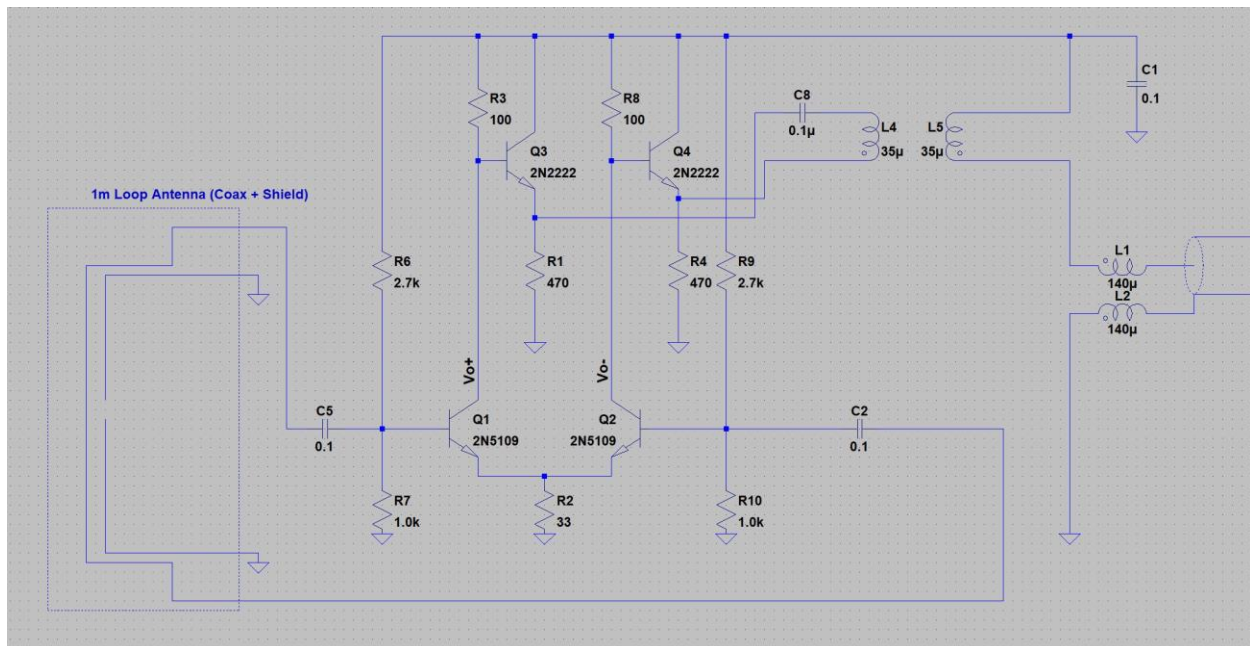 C1
0.1
R3
100
R8
100
C8
0.1µ
L4
35µ
L5
35µ
Q3
2N2222
Q4
2N2222
1m Loop Antenna (Coax + Shield)
R6
2.7k
R1
470
R4
470
R9
2.7k
L1
140µ
L2
140µ
Vo+
Vo-
C5
0.1
Q1
2N5109
Q2
2N5109
C2
0.1
R7
1.0k
R2
33
R10
1.0k